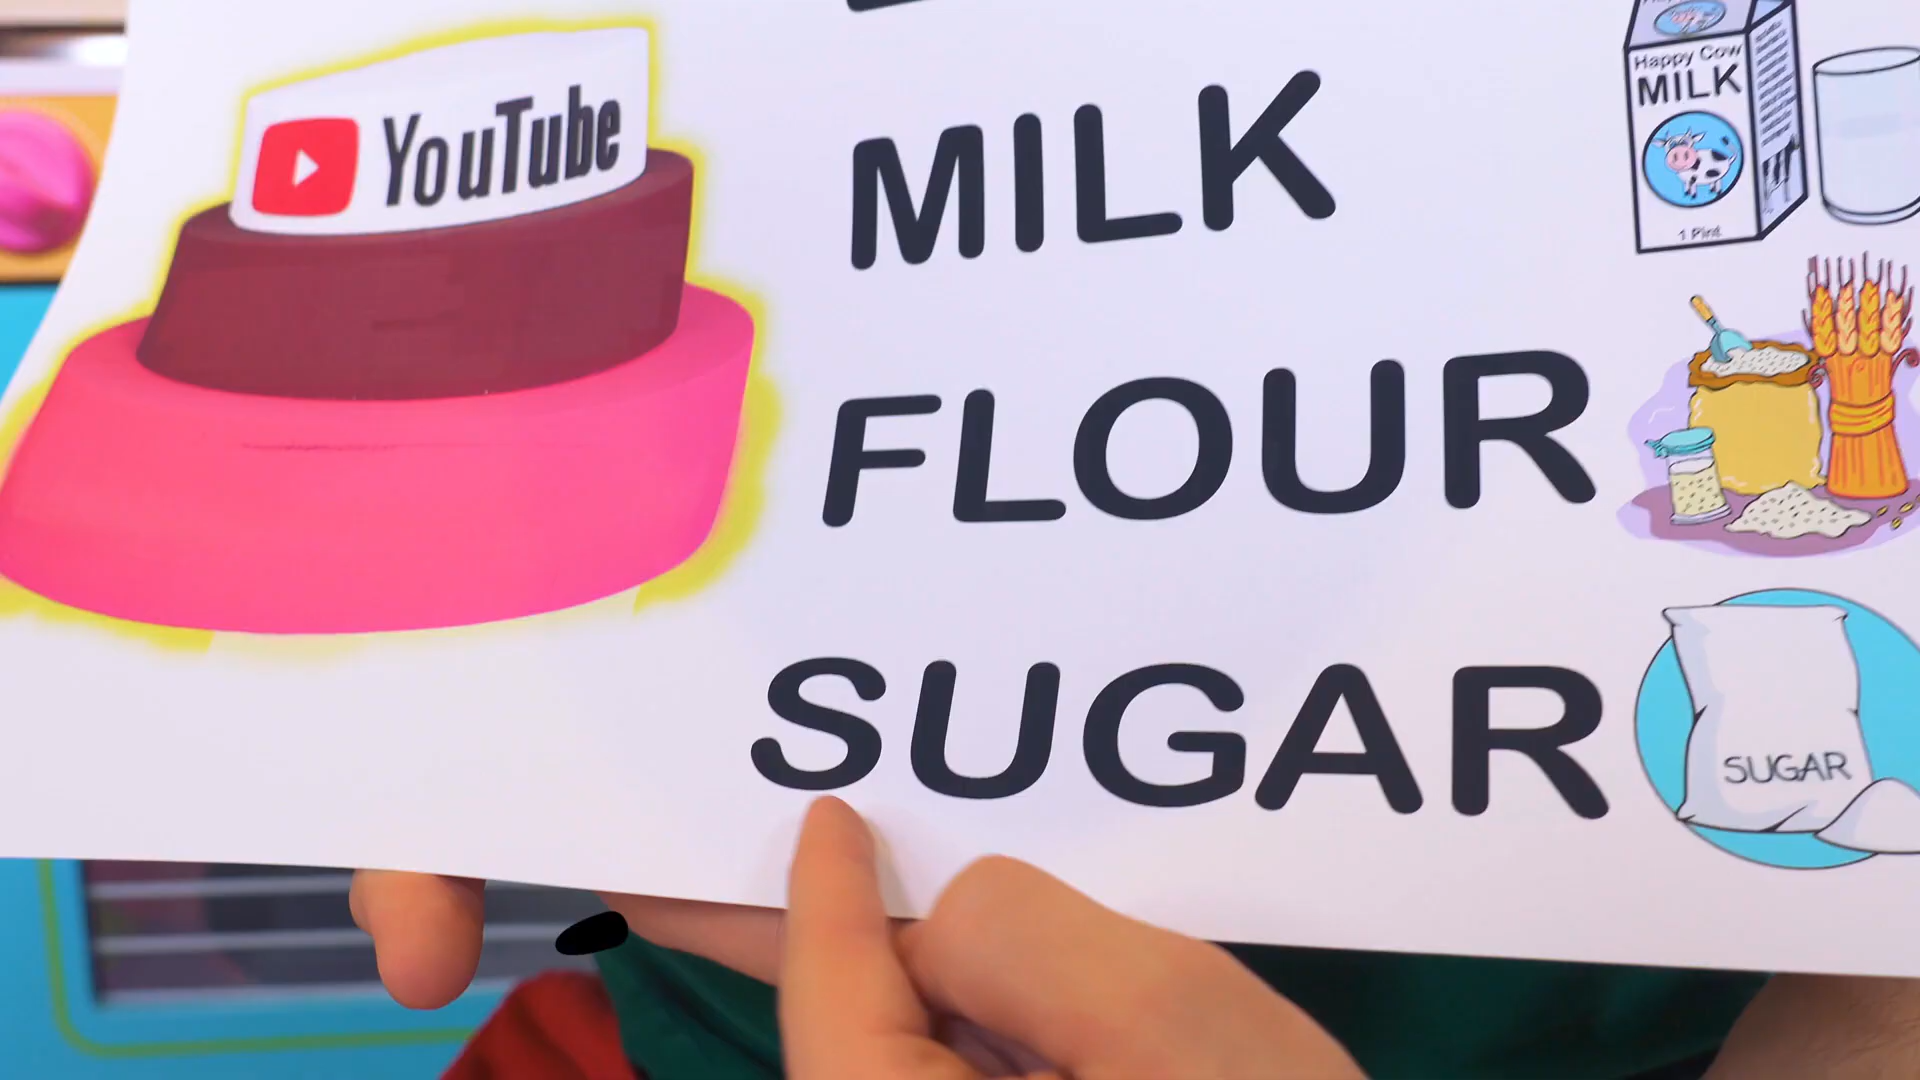 YouTube
MILK
FLOUR
SUGAR
Happy Cow
MILK
1 Pint
SUGAR